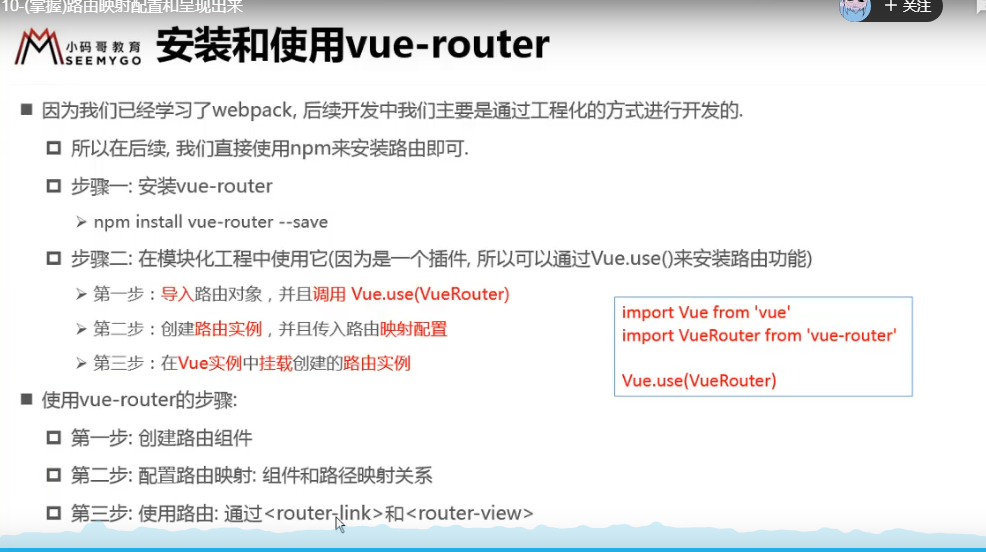 10-(掌握)路由映射配置和呈现出来
+ 关注
小码哥教育
SEEMYGO
安装和使用vue-router
■ 因为我们已经学习了webpack, 后续开发中我们主要是通过工程化的方式进行开发的.
所以在后续, 我们直接使用npm来安装路由即可.
步骤一: 安装vue-router
npm install vue-router --save
步骤二: 在模块化工程中使用它(因为是一个插件, 所以可以通过Vue.use()来安装路由功能)
第一步：导入路由对象，并且调用 Vue.use(VueRouter)
第二步：创建路由实例，并且传入路由映射配置
第三步：在Vue实例中挂载创建的路由实例
import Vue from 'vue'
import VueRouter from 'vue-router'
Vue.use(VueRouter)
■ 使用vue-router的步骤:
第一步: 创建路由组件
第二步: 配置路由映射: 组件和路径映射关系
第三步: 使用路由: 通过<router-link>和<router-view>